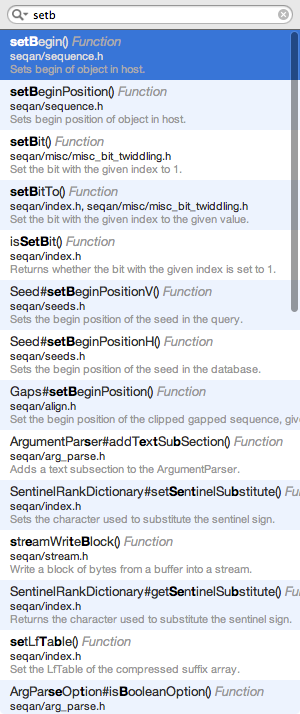 setb
setBegin() Function
seqan/sequence.h
Sets begin of object in host.
setBeginPosition() Function
seqan/sequence.h
Sets begin position of object in host.
setBit() Function
seqan/misc/misc_bit_twiddling.h
Set the bit with the given index to 1.
setBitTo() Function
seqan/index.h, seqan/misc/misc_bit_twiddling.h
Set the bit with the given index to the given value.
isSetBit() Function
seqan/index.h
Returns whether the bit with the given index is set to 1.
Seed#setBeginPositionV() Function
seqan/seeds.h
Sets the begin position of the seed in the query.
Seed#setBeginPositionH() Function
seqan/seeds.h
Sets the begin position of the seed in the database.
Gaps#setBeginPosition() Function
seqan/align.h
Set the begin position of the clipped gapped sequence, giv
ArgumentParser#addTextSubSection() Function
seqan/arg_parse.h
Adds a text subsection to the ArgumentParser.
SentinelRankDictionary#setSentinelSubstitute() Function
seqan/index.h
Sets the character used to substitute the sentinel sign.
streamWriteBlock() Function
seqan/stream.h
Write a block of bytes from a buffer into a stream.
SentinelRankDictionary#getSentinelSubstitute() Function
seqan/index.h
Returns the character used to substitute the sentinel sign.
setLfTable() Function
seqan/index.h
Set the LfTable of the compressed suffix array.
ArgParseOption#isBooleanOption() Function
seqan/arg_parse.h